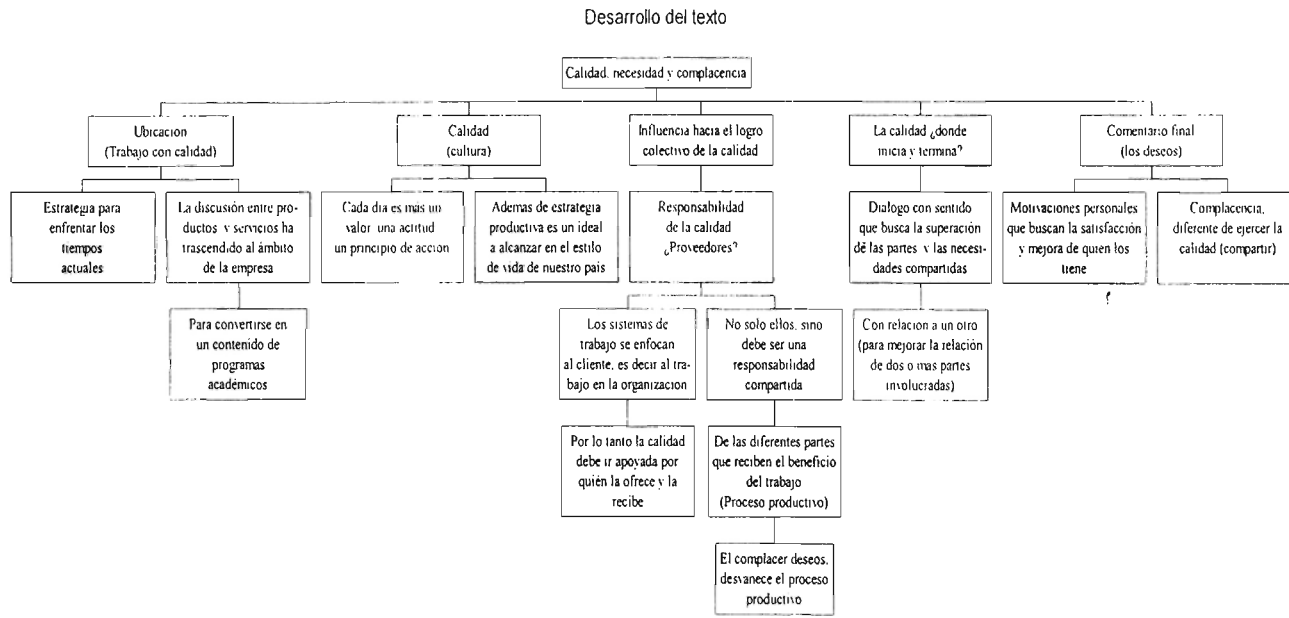 Desarrollo del texto
Calidad, necesidad y complacencia
Ubicacion
(Trabajo con calidad)
Calidad
(cultura)
Influencia hacia el logro
colectivo de la calidad
La calidad ¿donde
inicia y termina?
Comentario final
(los deseos)
Estrategia para
enfrentar los
tiempos
actuales
La discusión entre pro-
ductos y servicios ha
trascendido al ámbito
de la empresa
Cada dia es mas un
valor una actitud
un principio de acción
Ademas de estrategia
productiva es un ideal
a alcanzar en el estilo
de vida de nuestro pais
Responsabilidad
de la calidad
¿Proveedores?
Dialogo con sentido
que busca la superación
de las partes y las necesi-
dades compartidas
Motivaciones personales
que buscan la satisfacción
y mejora de quien los
tiene
Complacencia,
diferente de ejercer la
calidad (compartir)
Para convertirse en
un contenido de
programas
académicos
Los sistemas de
trabajo se enfocan
al cliente, es decir al tra-
bajo en la organizacion
No solo ellos, sino
debe ser una
responsabilidad
compartida
Con relación a un otro
(para mejorar la relación
de dos o mas partes
involucradas)
Por lo tanto la calidad
debe ir apoyada por
quién la ofrece y la
recibe
De las diferentes partes
que reciben el beneficio
del trabajo
(Proceso productivo)
El complacer deseos,
desvanece el proceso
productivo